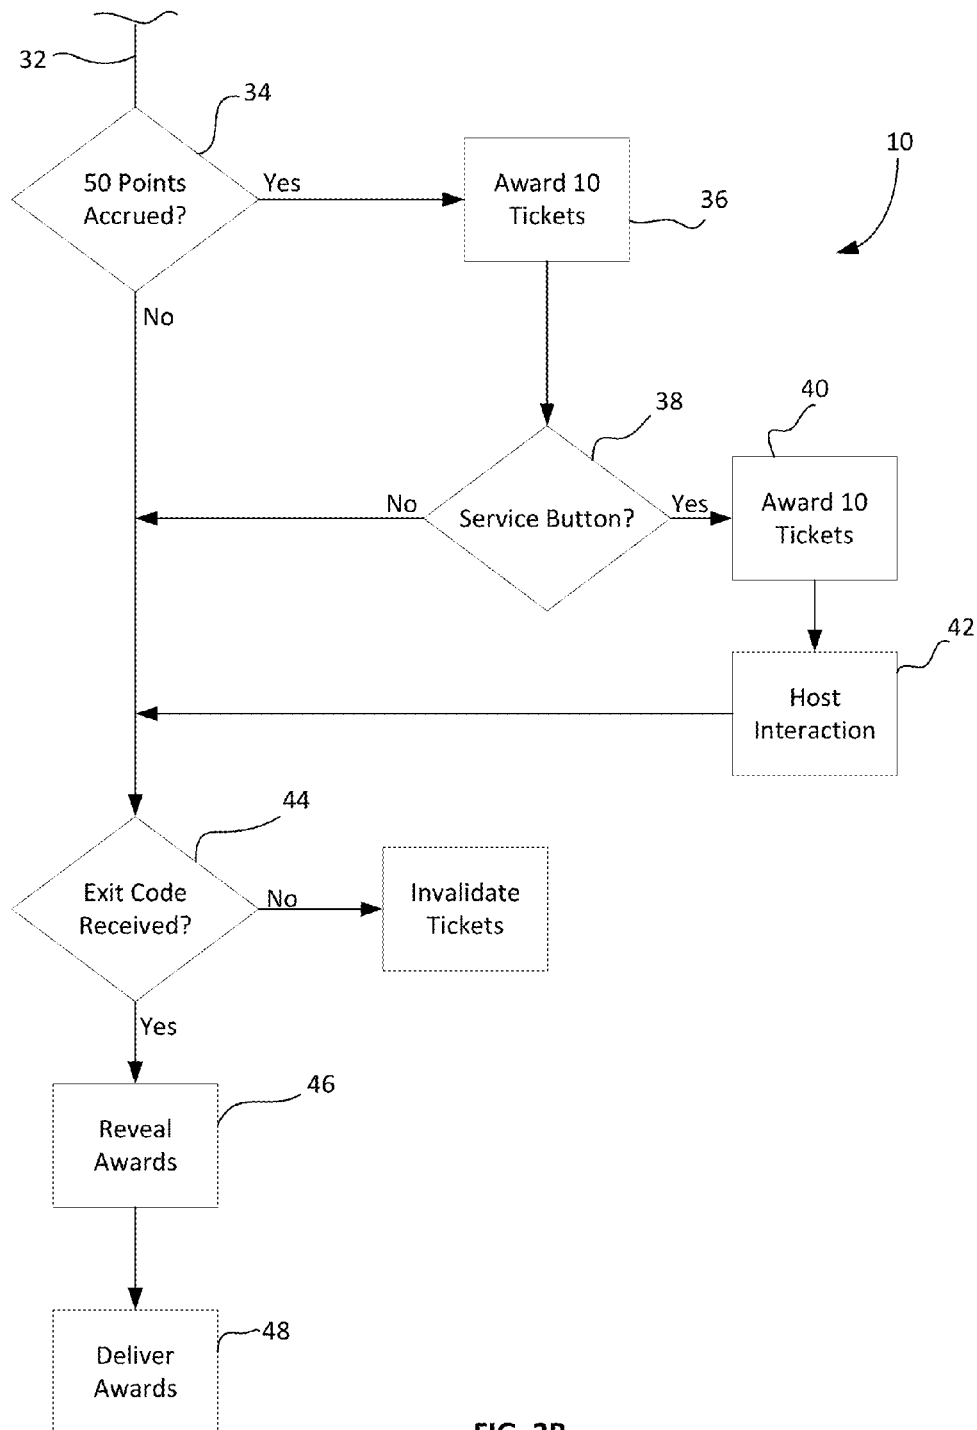 32
34
50 Points
Accrued?
Yes
Award 10
Tickets
36
10
No
38
40
No
Service Button?
Yes
Award 10
Tickets
42
Host
Interaction
44
Exit Code
Received?
No
Invalidate
Tickets
Yes
46
Reveal
Awards
48
Deliver
Awards